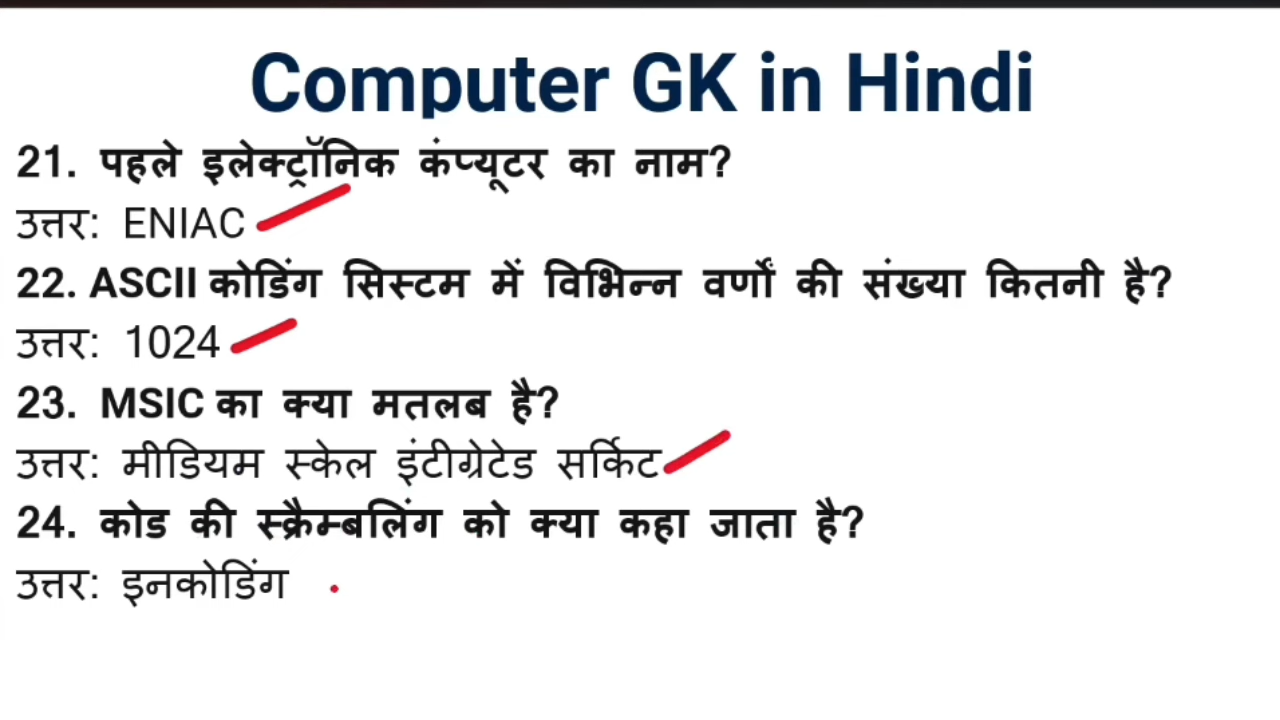 Computer GK in Hindi
21. पहले इलेक्ट्रॉनिक कंप्यूटर का नाम?
उत्तर: ENIAC
22. ASCII कोडिंग सिस्टम में विभिन्न वर्णों की संख्या कितनी है?
उत्तर: 1024
23. MSIC का क्या मतलब है?
उत्तर: मीडियम स्केल इंटीग्रेटेड सर्किट
24. कोड की स्क्रैम्बलिंग को क्या कहा जाता है?
उत्तर: इनकोडिंग